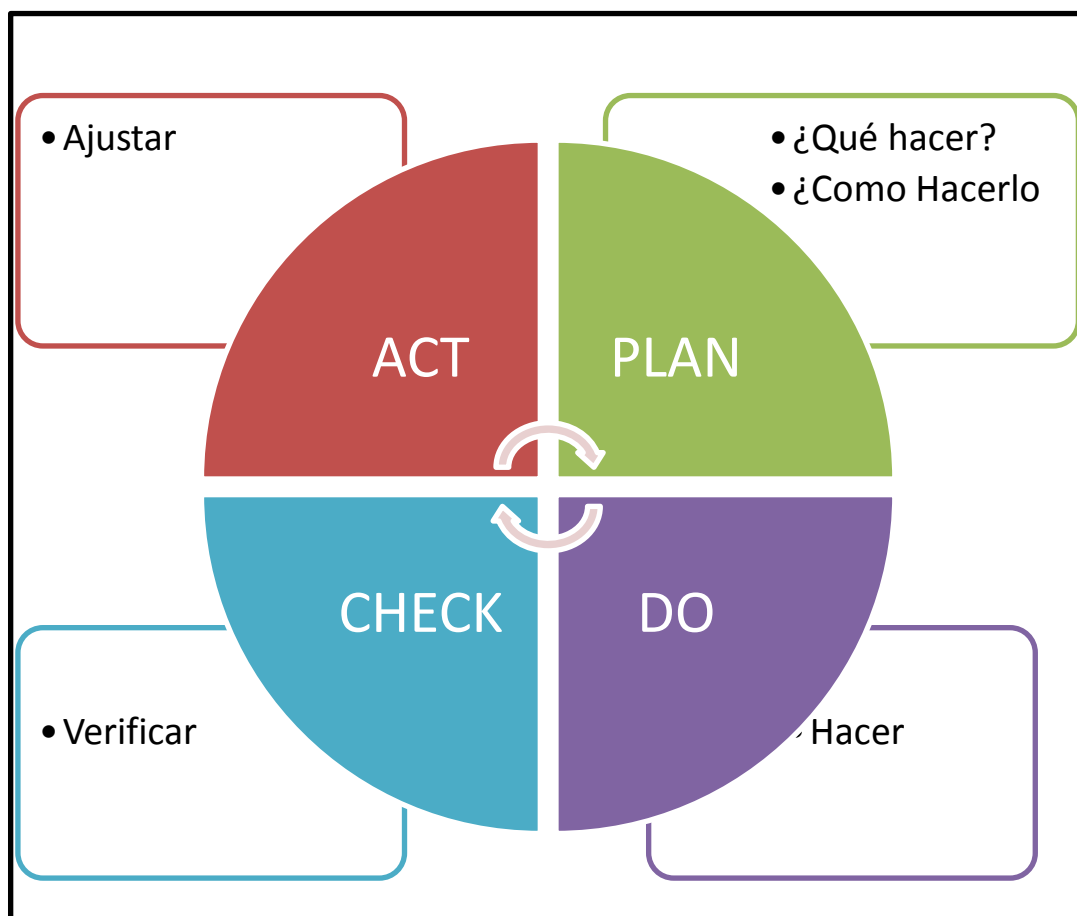 • Ajustar
• ¿Qué hacer?
• ¿Como Hacerlo
ACT
PLAN
CHECK
DO
• Verificar
• Hacer